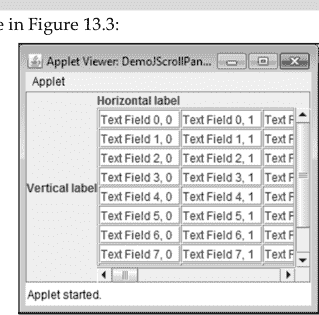 e in Figure 13.3:
Applet Viewer: DemoJScrollPan...
Applet
Horizontal label
Text Field 0, 0 Text Field 0, 1 Text F
Text Field 1, 0 Text Field 1, 1 Text F
Text Field 2, 0 Text Field 2, 1 Text F
Text Field 3, 0 Text Field 3, 1 Text F
Vertical label Text Field 4, 0 Text Field 4, 1 Text F
Text Field 5, 0 Text Field 5, 1 Text F
Text Field 6, 0 Text Field 6, 1 Text F
Text Field 7, 0 Text Field 7, 1 Text F
Applet started.